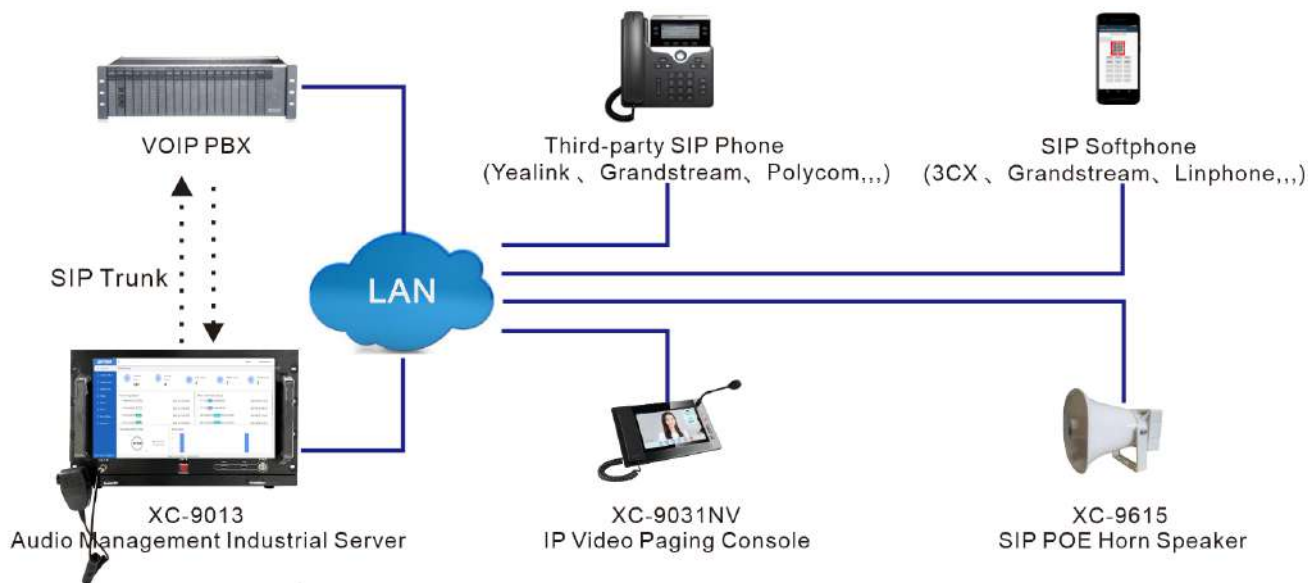 VOIP PBX
Third-party SIP Phone
(Yealink 、Grandstream、Polycom,,,)
SIP Softphone
(3CX 、Grandstream、Linphone,,,)
SIP Trunk
LAN
XC-9013
Audio Management Industrial Server
XC-9031NV
IP Video Paging Console
XC-9615
SIP POE Horn Speaker